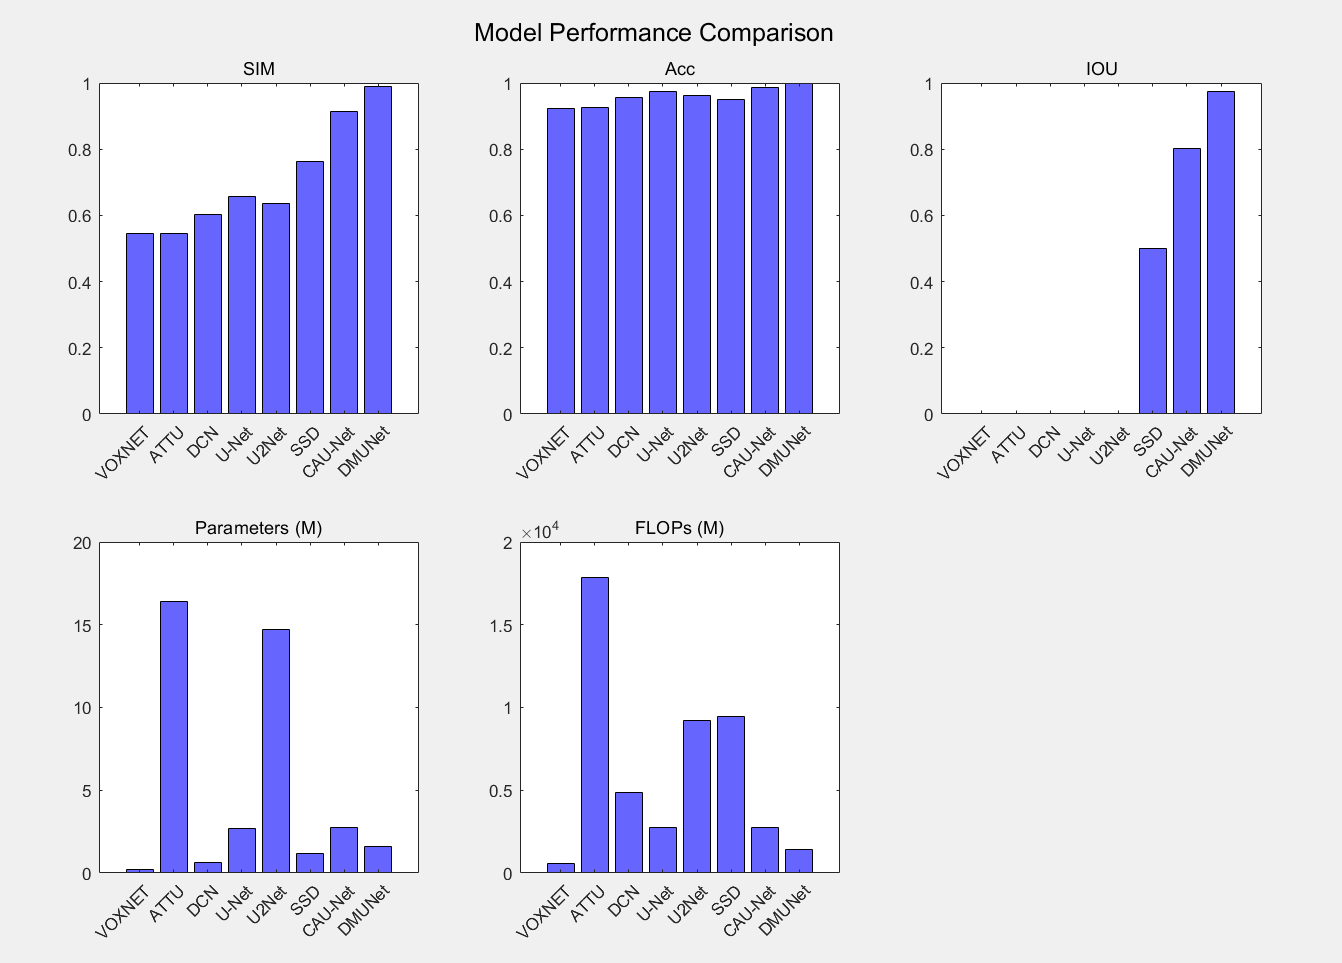 Model Performance Comparison
SIM
1
0.8
0.6
0.4
0.2
0
VOXNET
ATTU
DCN
U-Net
U2Net
SSD
CAU-Net
DMUNet
Acc
1
0.8
0.6
0.4
0.2
0
VOXNET
ATTU
DCN
U-Net
U2Net
SSD
CAU-Net
DMUNet
IOU
1
0.8
0.6
0.4
0.2
0
VOXNET
ATTU
DCN
U-Net
U2Net
SSD
CAU-Net
DMUNet
Parameters (M)
20
15
10
5
0
VOXNET
ATTU
DCN
U-Net
U2Net
SSD
CAU-Net
DMUNet
FLOPs (M)
×10⁴
2
1.5
1
0.5
0
VOXNET
ATTU
DCN
U-Net
U2Net
SSD
CAU-Net
DMUNet